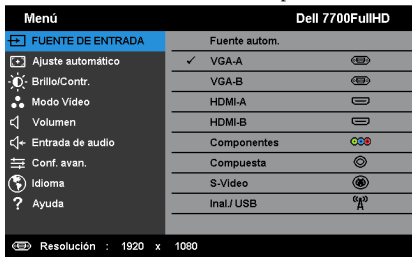 Menú Dell 7700FullHD
FUENTE DE ENTRADA Fuente autom.
Ajuste automático ✓ VGA-A
Brillo/Contr. VGA-B
Modo Video HDMI-A
Volumen HDMI-B
Entrada de audio Componentes
Conf. avan. Compuesta
Idioma S-Video
? Ayuda Inal./ USB
Resolución : 1920 x 1080